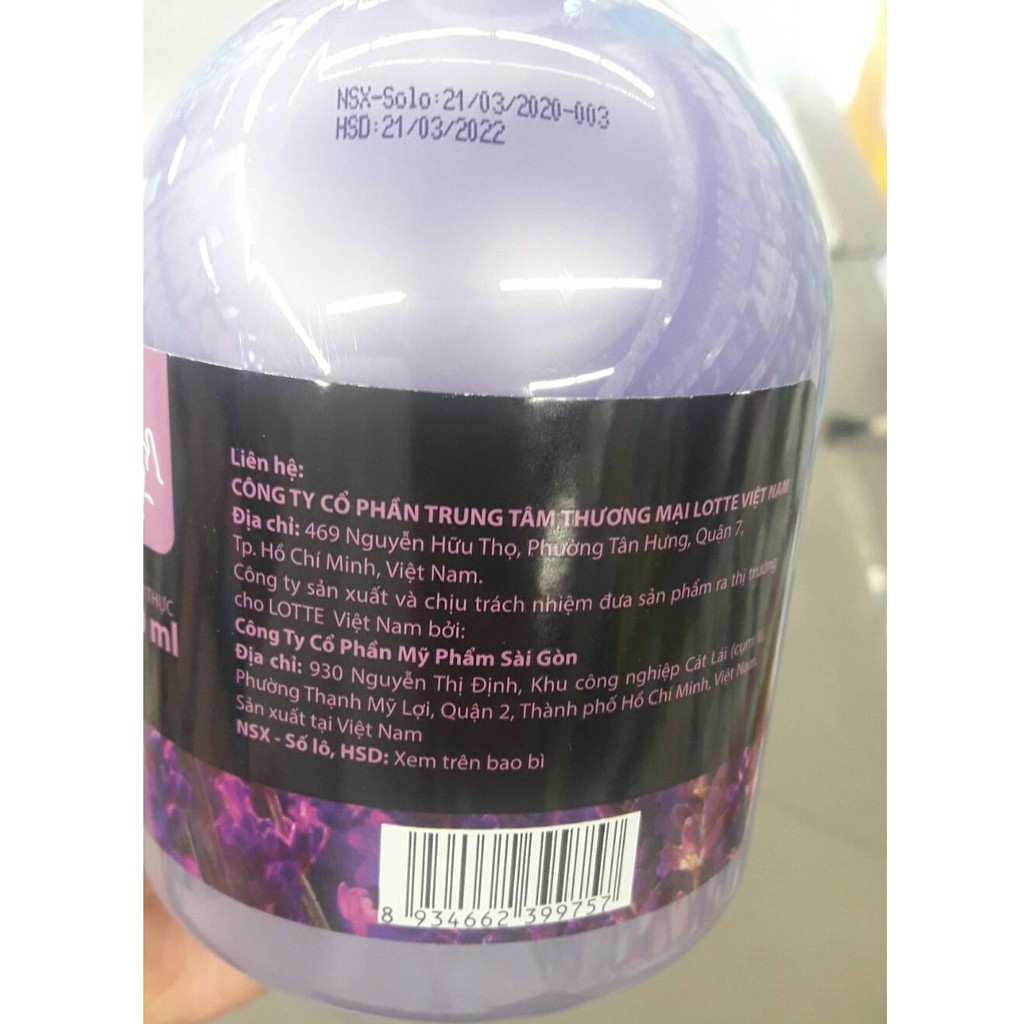 NSX-Solo:21/03/2020-003
HSD:21/03/2022
Liên hệ:
CÔNG TY CỔ PHẦN TRUNG TÂM THƯƠNG MẠI LOTTE VIỆT NAM
Địa chỉ: 469 Nguyễn Hữu Thọ, Phường Tân Hưng, Quận 7,
Tp. Hồ Chí Minh, Việt Nam.
Công ty sản xuất và chịu trách nhiệm đưa sản phẩm ra thị trường
cho LOTTE Việt Nam bởi:
Công Ty Cổ Phần Mỹ Phẩm Sài Gòn
Địa chỉ: 930 Nguyễn Thị Định, Khu công nghiệp Cát Lái (cụm
Phường Thạnh Mỹ Lợi, Quận 2, Thành phố Hồ Chí Minh, Việt Nam.
Sản xuất tại Việt Nam
NSX - Số lô, HSD: Xem trên bao bì
THỰC
ml
8 934662 399757